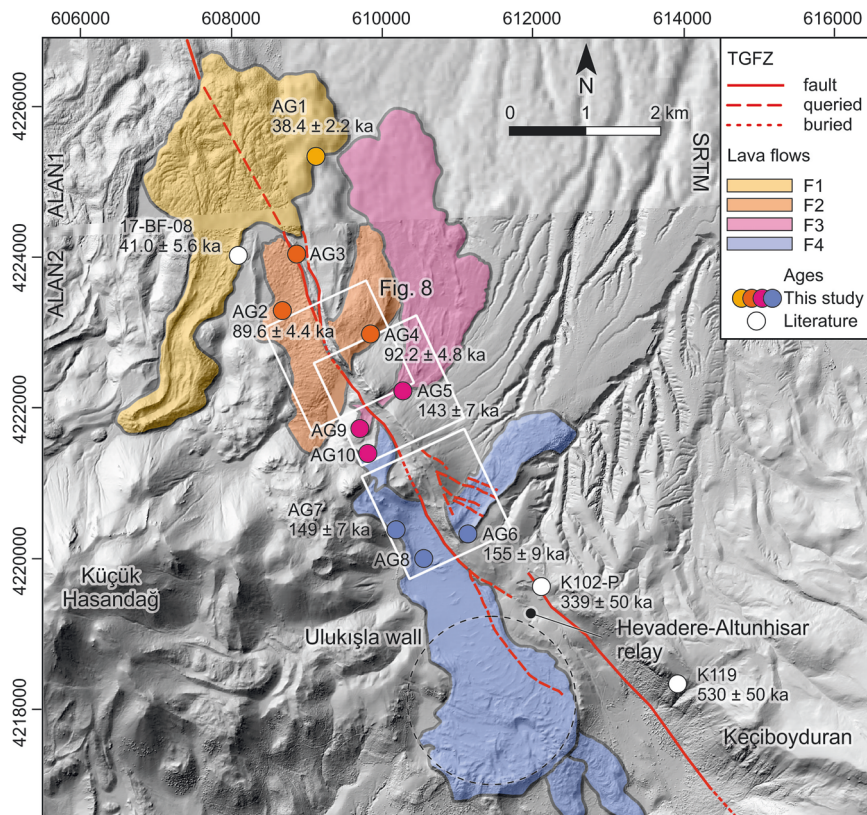 606000
608000
610000
612000
614000
616000
4226000
4224000
4222000
4220000
4218000
ALAN1
ALAN2
SRTM
N
0
1
2 km
TGFZ
fault
queried
buried
Lava flows
F1
F2
F3
F4
Ages
This study
Literature
AG1
38.4 ± 2.2 ka
17-BF-08
41.0 ± 5.6 ka
AG3
Fig. 8
AG2
89.6 ± 4.4 ka
AG4
92.2 ± 4.8 ka
AG5
143 ± 7 ka
AG9
AG10
AG7
149 ± 7 ka
AG6
155 ± 9 ka
AG8
Küçük
Hasandağ
K102-P
339 ± 50 ka
Ulukışla wall
Hevadere-Altunhisar
relay
K119
530 ± 50 ka
Keçiboyduran